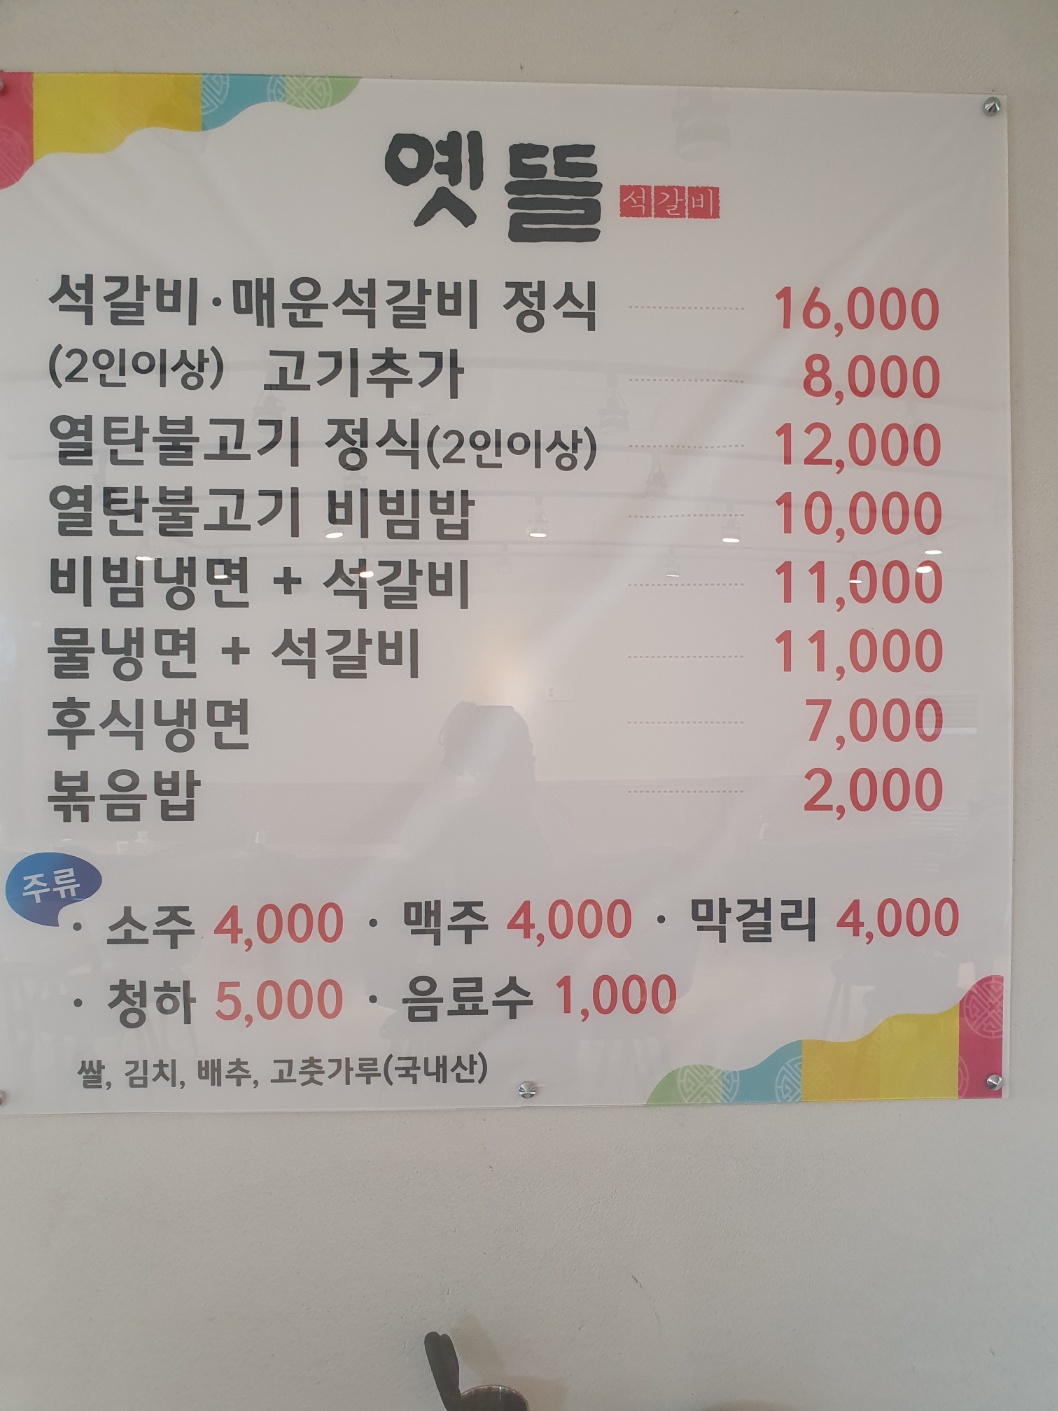 옛뜰 석갈비
석갈비·매운석갈비 정식 16,000
(2인이상) 고기추가 8,000
열탄불고기 정식(2인이상) 12,000
열탄불고기 비빔밥 10,000
비빔냉면 + 석갈비 11,000
물냉면 + 석갈비 11,000
후식냉면 7,000
볶음밥 2,000
주류
· 소주 4,000 · 맥주 4,000 · 막걸리 4,000
· 청하 5,000 · 음료수 1,000
쌀, 김치, 배추, 고춧가루(국내산)